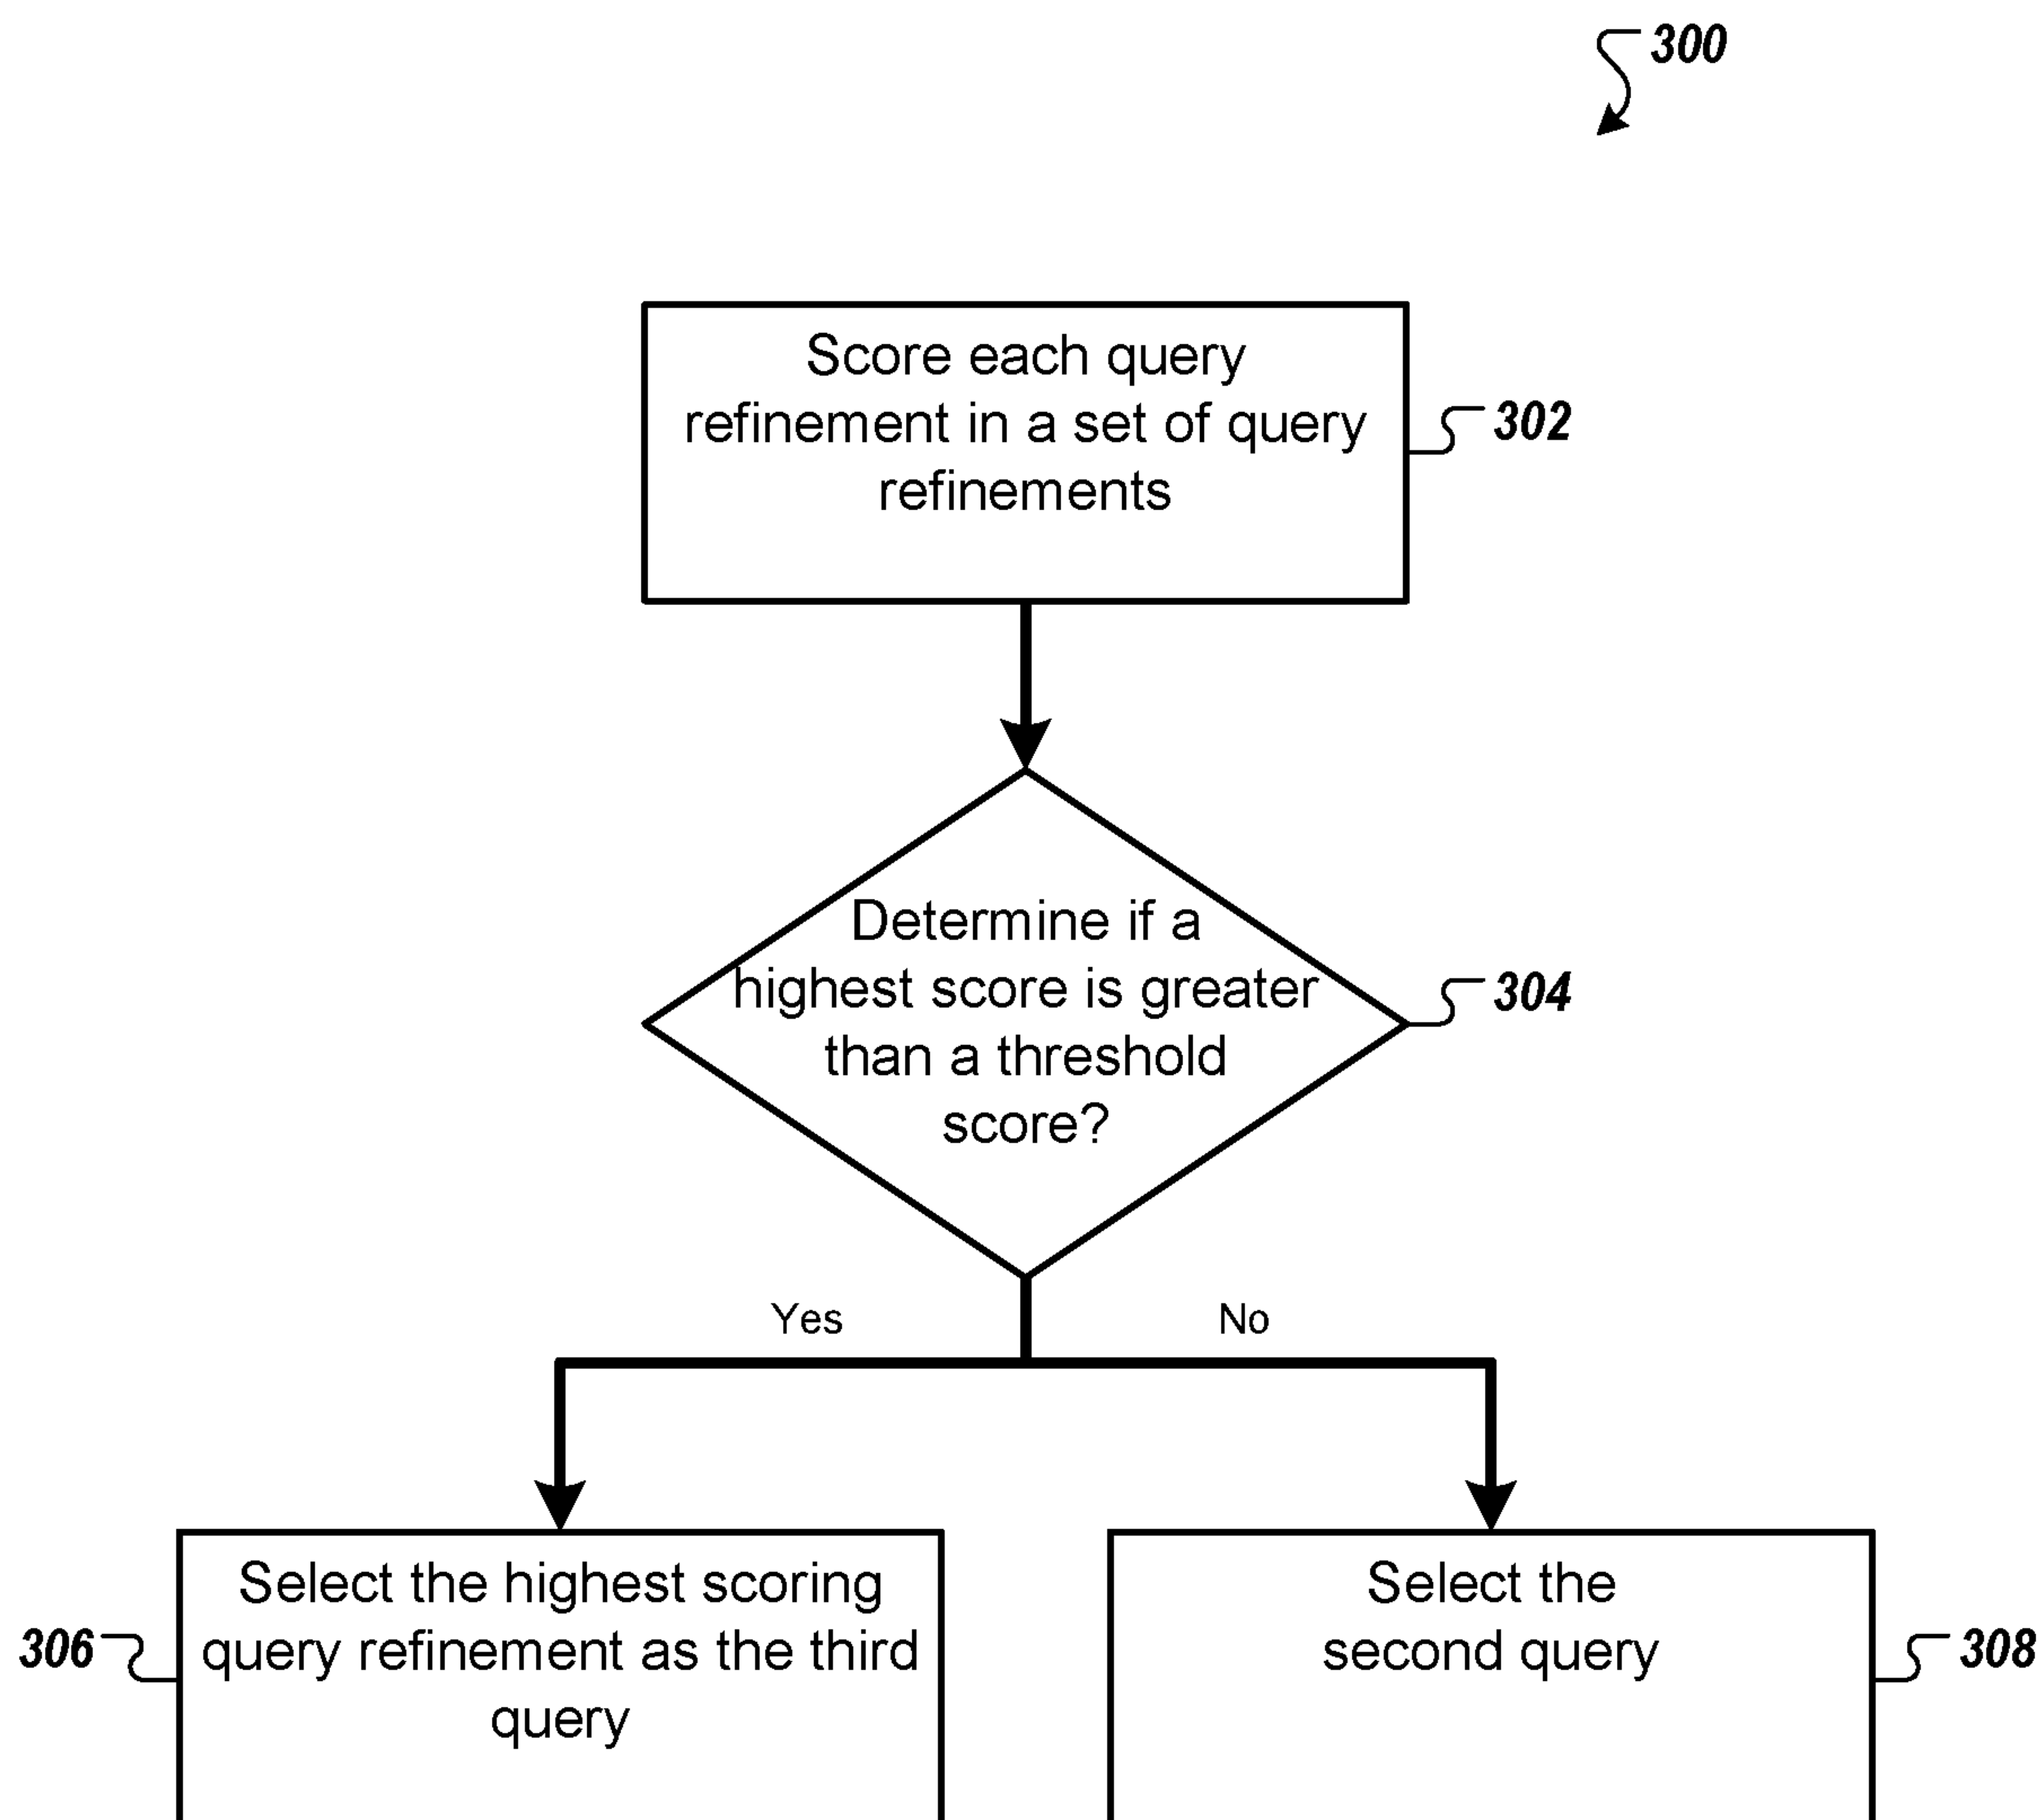 300
Score each query
refinement in a set of query
refinements
302
Determine if a
highest score is greater
than a threshold
score?
304
Yes
No
Select the highest scoring
query refinement as the third
query
306
Select the
second query
308